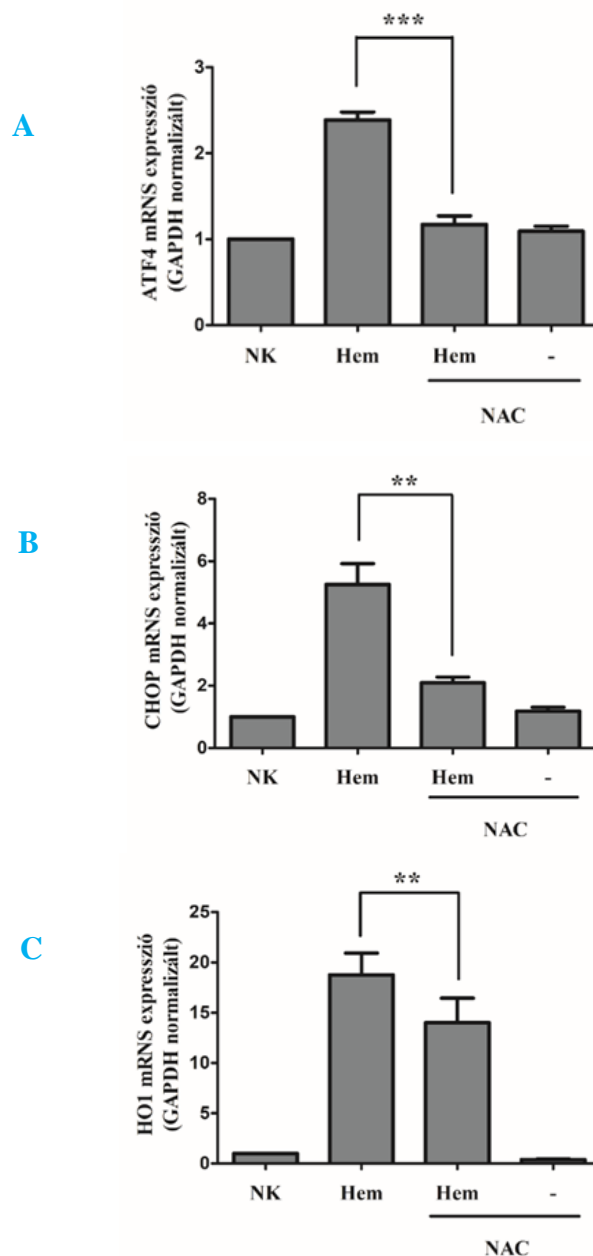 A
***
ATF4 mRNS expresszió
(GAPDH normalizált)
3
2
1
0
NK Hem Hem -
NAC
B
**
CHOP mRNS expresszió
(GAPDH normalizált)
8
6
4
2
0
NK Hem Hem -
NAC
C
**
HO1 mRNS expresszió
(GAPDH normalizált)
25
20
15
10
5
0
NK Hem Hem -
NAC